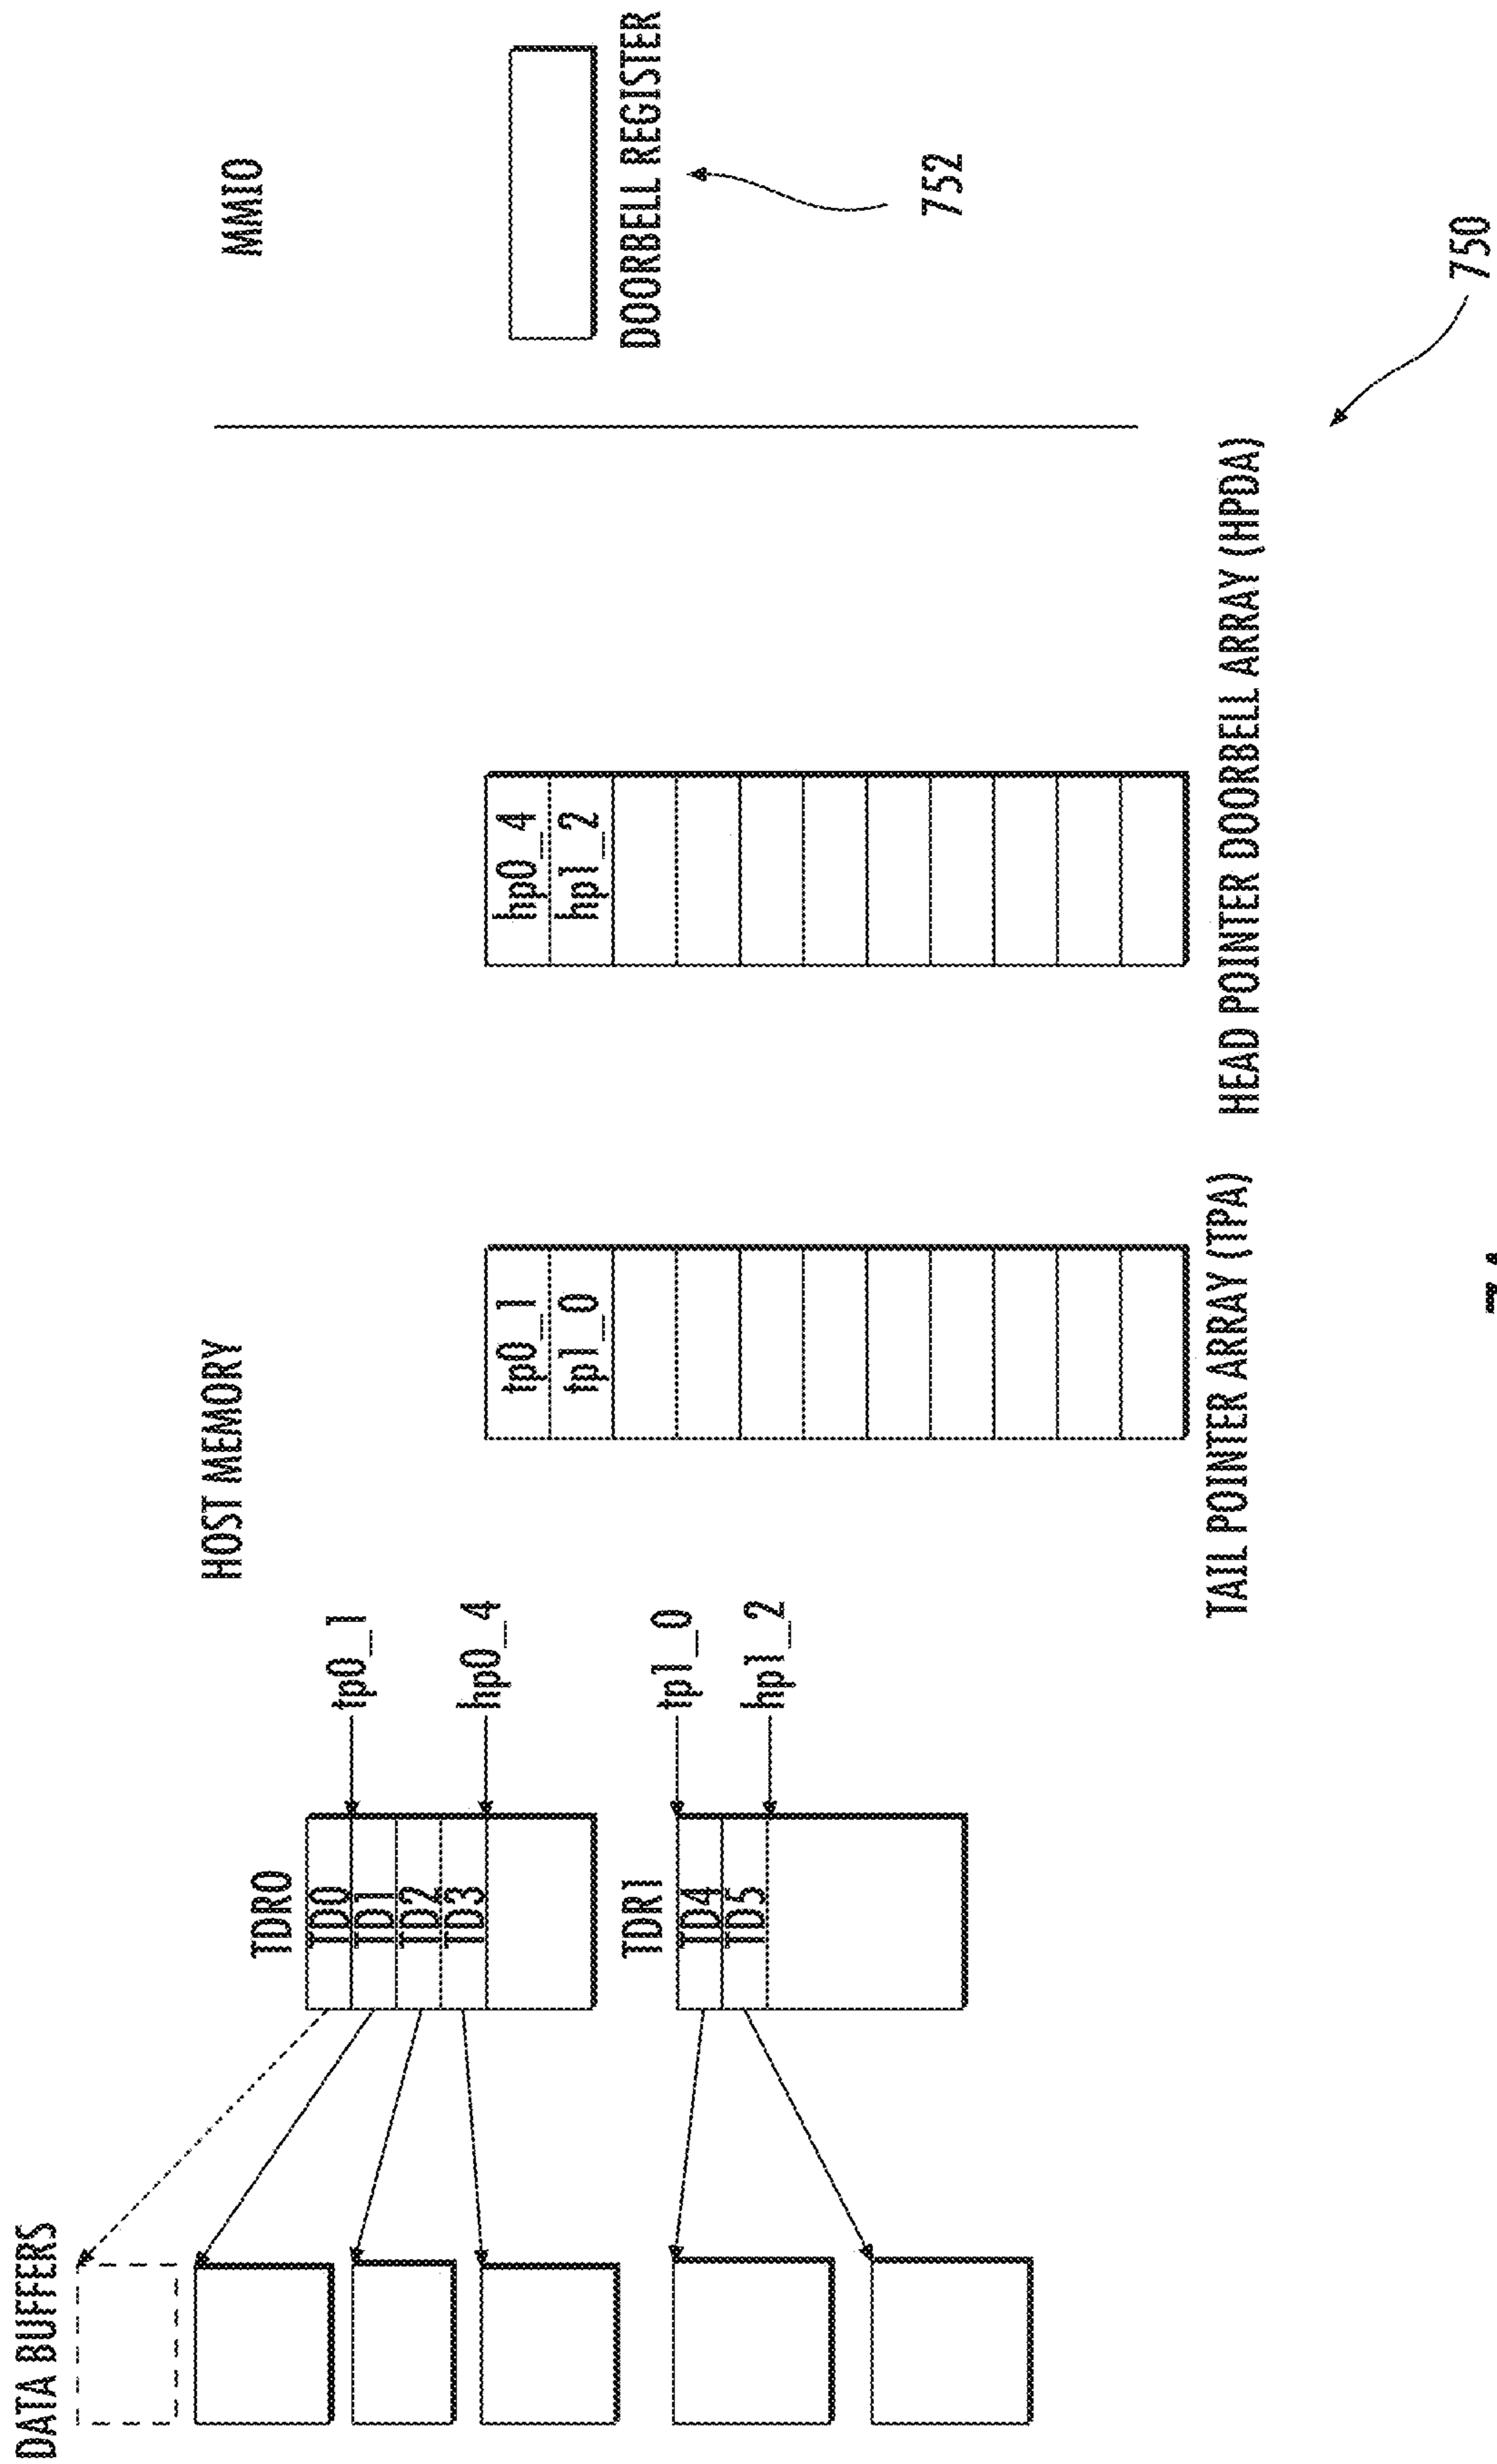 HOST MEMORY
MMIO
DATA BUFFERS
TDR0
TD0
TD1
TD2
TD3
tp0_1
hp0_4
TDR1
TD4
TD5
tp1_0
hp1_2
tp0_1
tp1_0
TAIL POINTER ARRAY (TPA)
hp0_4
hp1_2
HEAD POINTER DOORBELL ARRAY (HPDA)
DOORBELL REGISTER
752
750